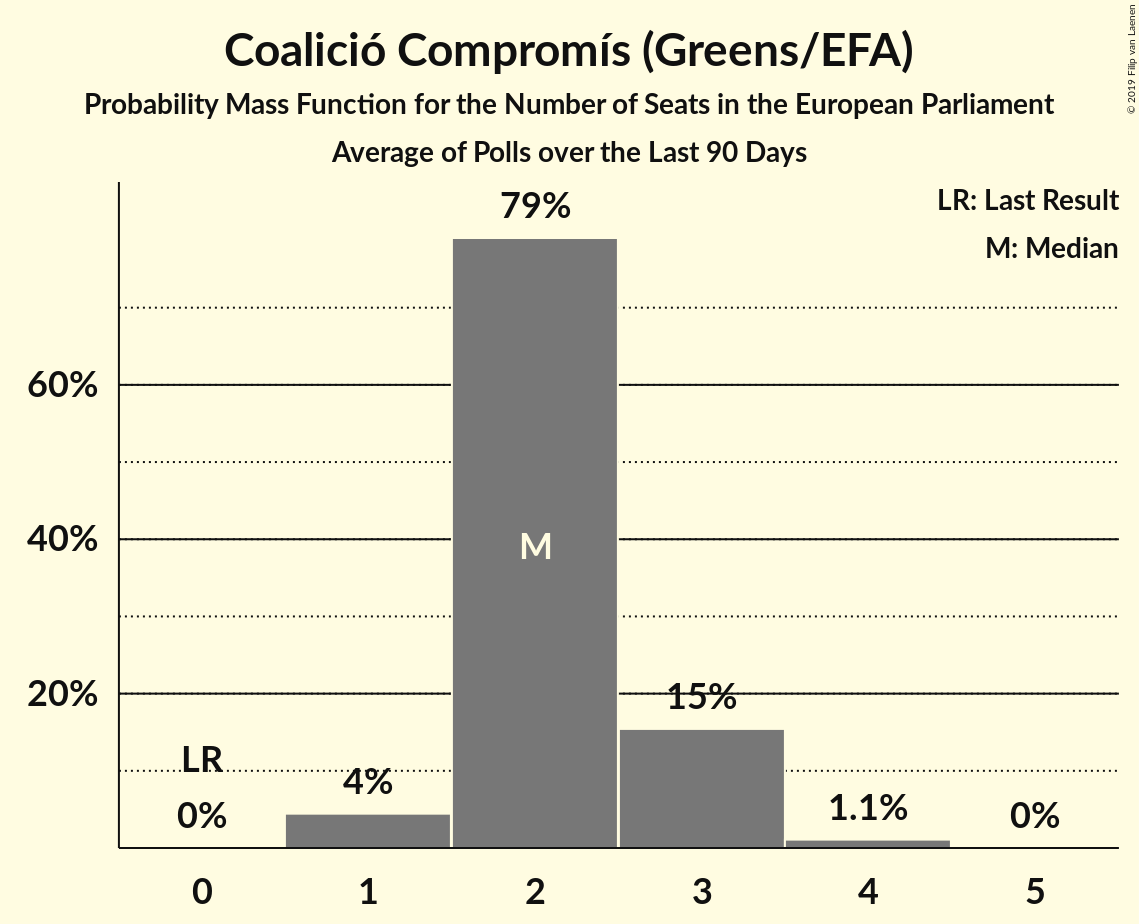 Coalició Compromís (Greens/EFA)
Probability Mass Function for the Number of Seats in the European Parliament
Average of Polls over the Last 90 Days
© 2019 Filip van Laenen
LR: Last Result
M: Median
79%
60%
40%
M
20%
15%
LR
4%
0%
1.1%
0%
0 1 2 3 4 5